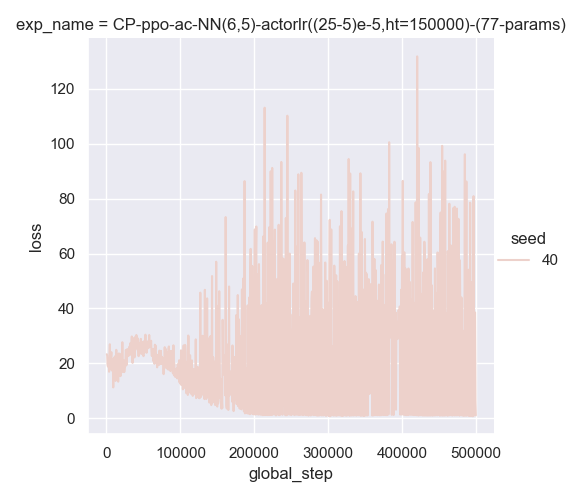 exp_name = CP-ppo-ac-NN(6,5)-actorlr((25-5)e-5,ht=150000)-(77-params)
120
100
80
60
40
20
0
loss
0 100000 200000 300000 400000 500000
global_step
seed
40